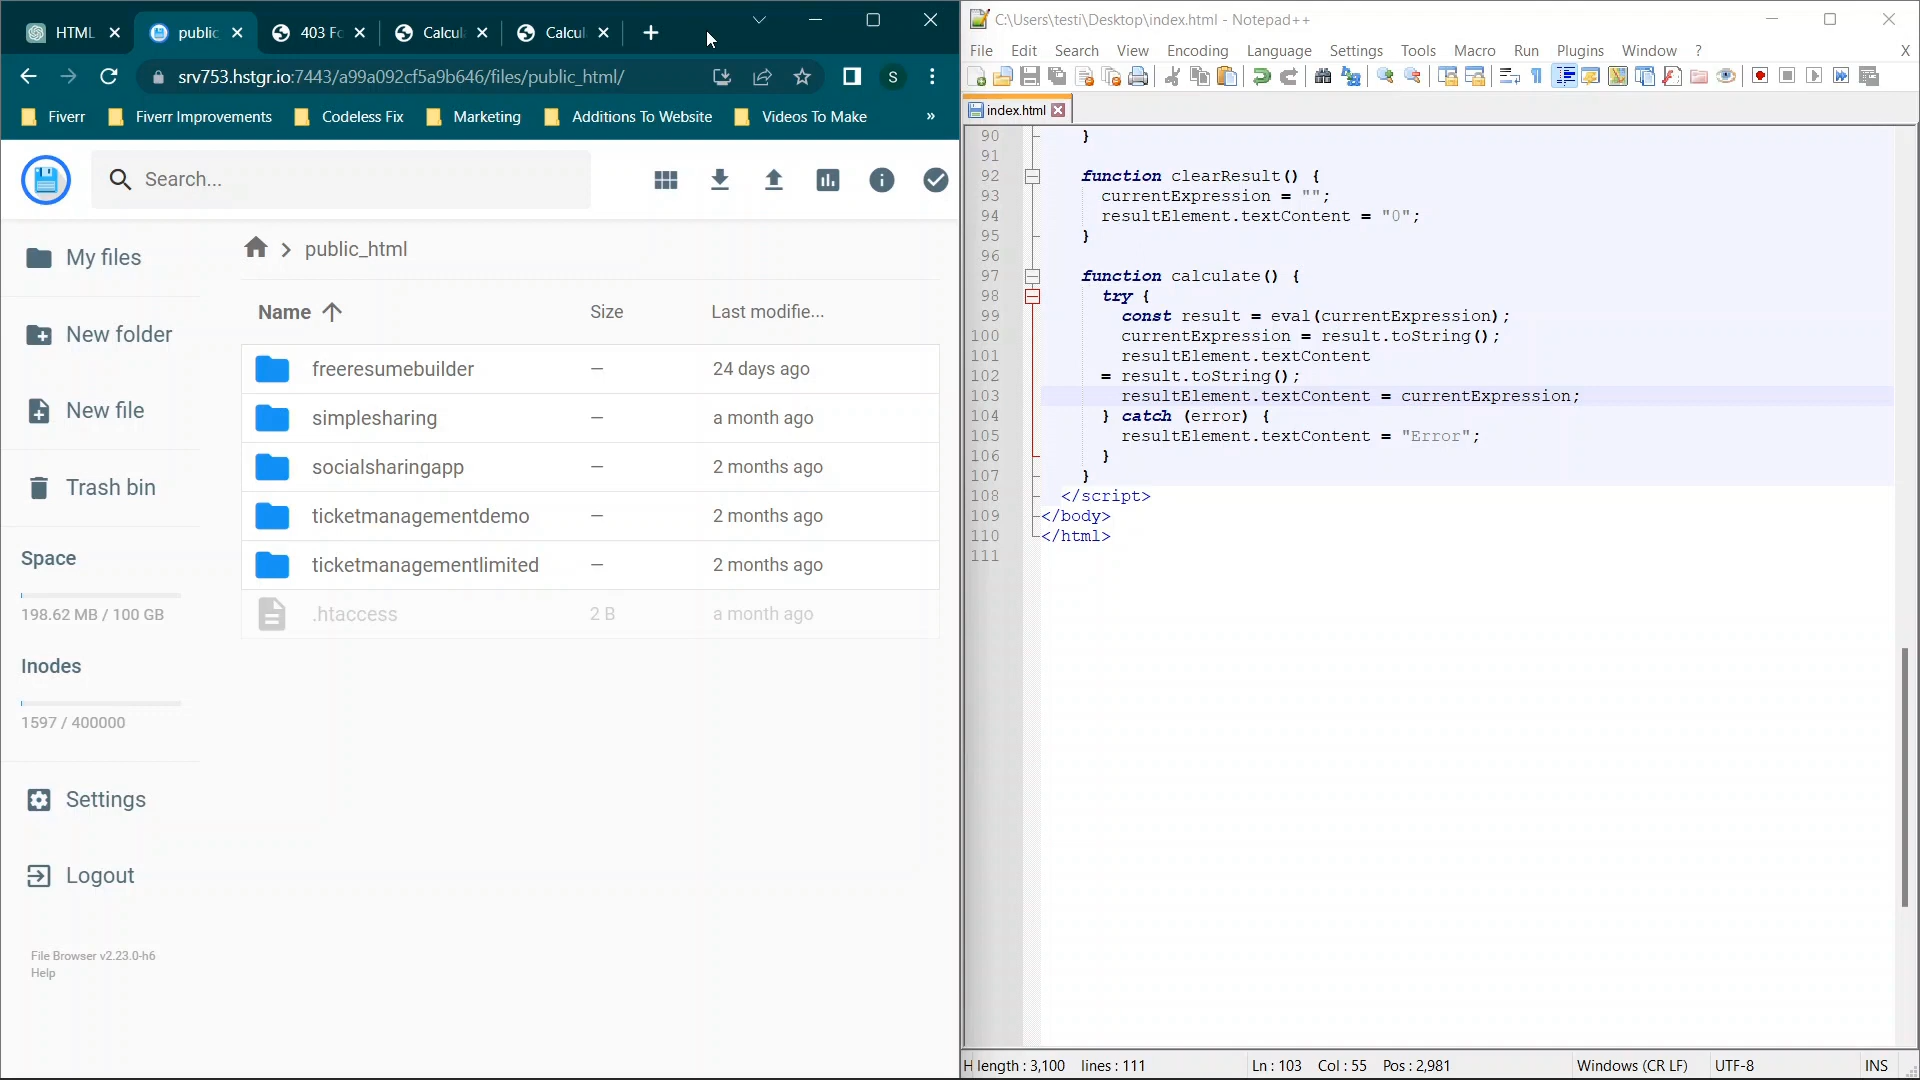 HTML
public
403 Fo
Calcul
Calcul
srv753.hstgr.io:7443/a99a092cf5a9b646/files/public_html/
S
Fiverr
Fiverr Improvements
Codeless Fix
Marketing
Additions To Website
Videos To Make
»
Search...
My files
New folder
New file
Trash bin
Space
198.62 MB / 100 GB
Inodes
1597 / 400000
Settings
Logout
File Browser v2.23.0-h6
Help
public_html
Name
Size
Last modifie...
freeresumebuilder — 24 days ago
simplesharing — a month ago
socialsharingapp — 2 months ago
ticketmanagementdemo — 2 months ago
ticketmanagementlimited — 2 months ago
.htaccess 2 B a month ago
C:\Users\testi\Desktop\index.html - Notepad++
File Edit Search View Encoding Language Settings Tools Macro Run Plugins Window ? X
index.html
90 }
91
92 function clearResult() {
93 currentExpression = "";
94 resultElement.textContent = "0";
95 }
96
97 function calculate() {
98 try {
99 const result = eval(currentExpression);
100 currentExpression = result.toString();
101 resultElement.textContent
102 = result.toString();
103 resultElement.textContent = currentExpression;
104 } catch (error) {
105 resultElement.textContent = "Error";
106 }
107 }
108 </script>
109 </body>
110 </html>
111
H length : 3,100 lines : 111 Ln : 103 Col : 55 Pos : 2,981 Windows (CR LF) UTF-8 INS